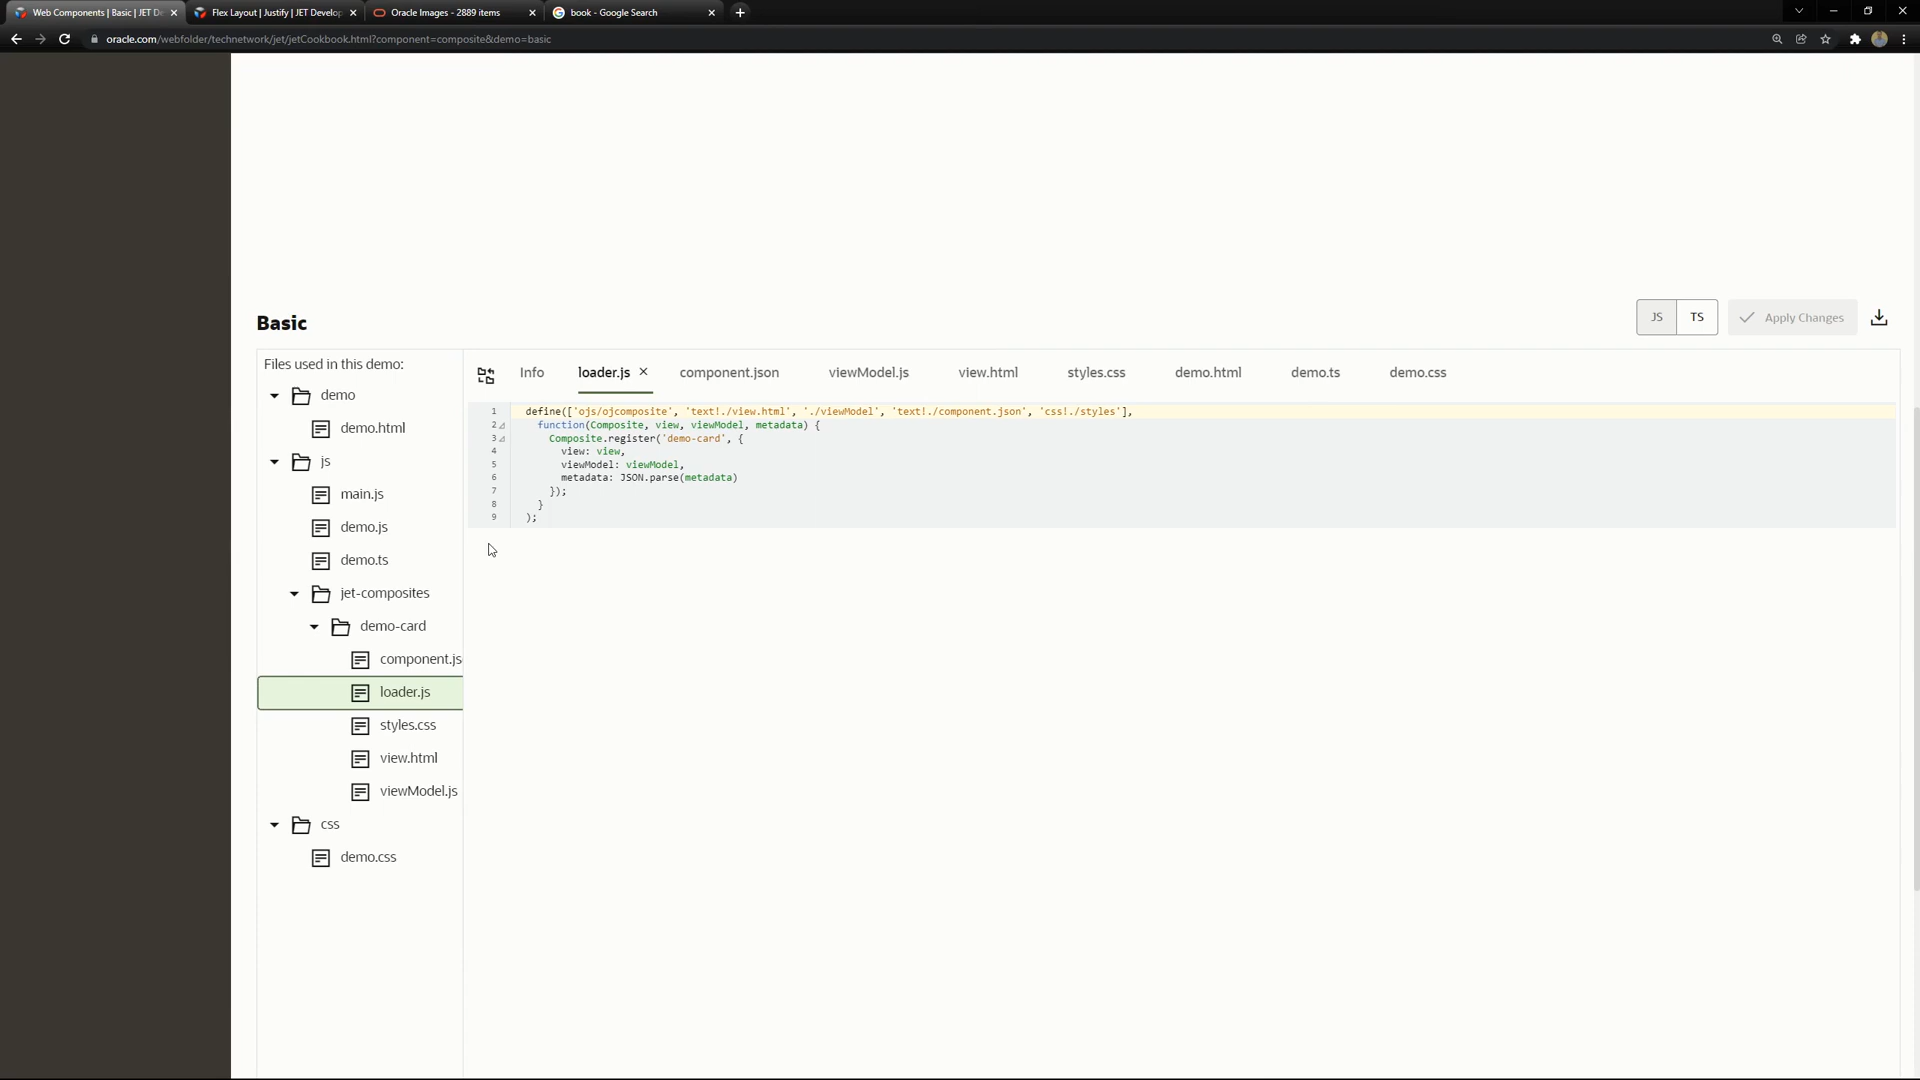 Web Components | Basic | JET D
Flex Layout | Justify | JET Develop
Oracle Images - 2889 items
book - Google Search
oracle.com/webfolder/technetwork/jet/jetCookbook.html?component=composite&demo=basic
Basic
JS
TS
Apply Changes
Files used in this demo:
demo
demo.html
js
main.js
demo.js
demo.ts
jet-composites
demo-card
component.js
loader.js
styles.css
view.html
viewModel.js
css
demo.css
Info
loader.js
component.json
viewModel.js
view.html
styles.css
demo.html
demo.ts
demo.css
1 define(['ojs/ojcomposite', 'text!./view.html', './viewModel', 'text!./component.json', 'css!./styles'],
2 function(Composite, view, viewModel, metadata) {
3 Composite.register('demo-card', {
4 view: view,
5 viewModel: viewModel,
6 metadata: JSON.parse(metadata)
7 });
8 }
9 );